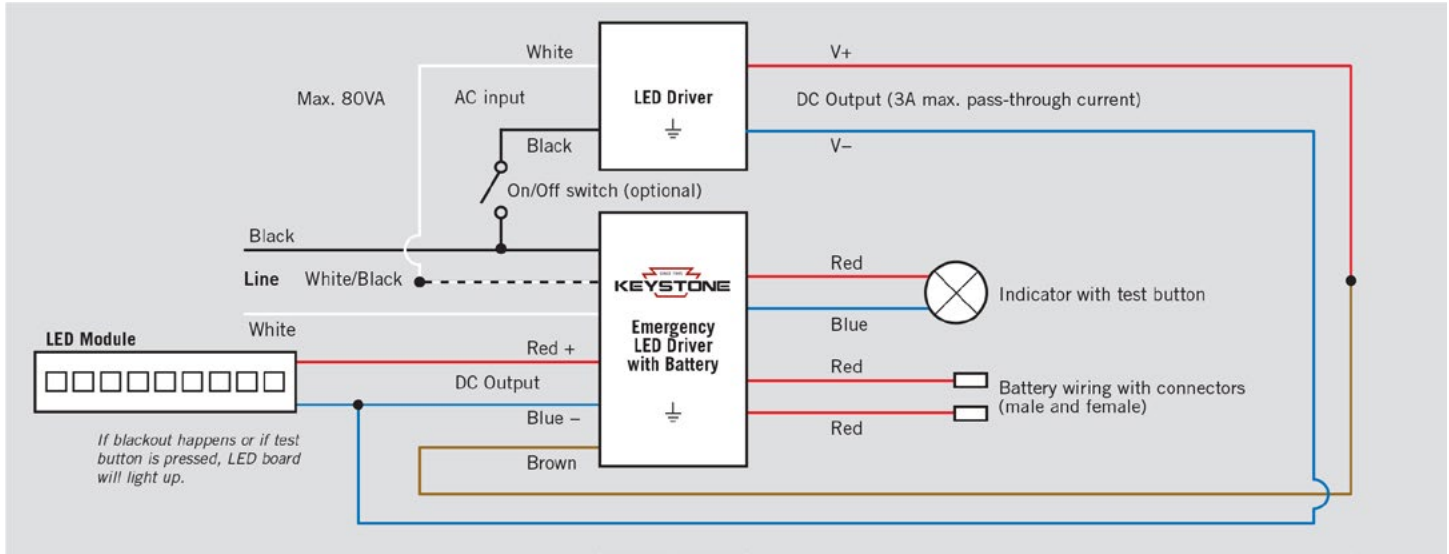 White
V+
Max. 80VA
AC input
LED Driver
DC Output (3A max. pass-through current)
Black
V–
On/Off switch (optional)
Black
Line
White/Black
SINCE 1945
KEYSTONE
Red
Indicator with test button
White
Emergency
LED Driver
with Battery
Blue
LED Module
Red +
Red
DC Output
Battery wiring with connectors
(male and female)
Blue –
Red
If blackout happens or if test
button is pressed, LED board
will light up.
Brown